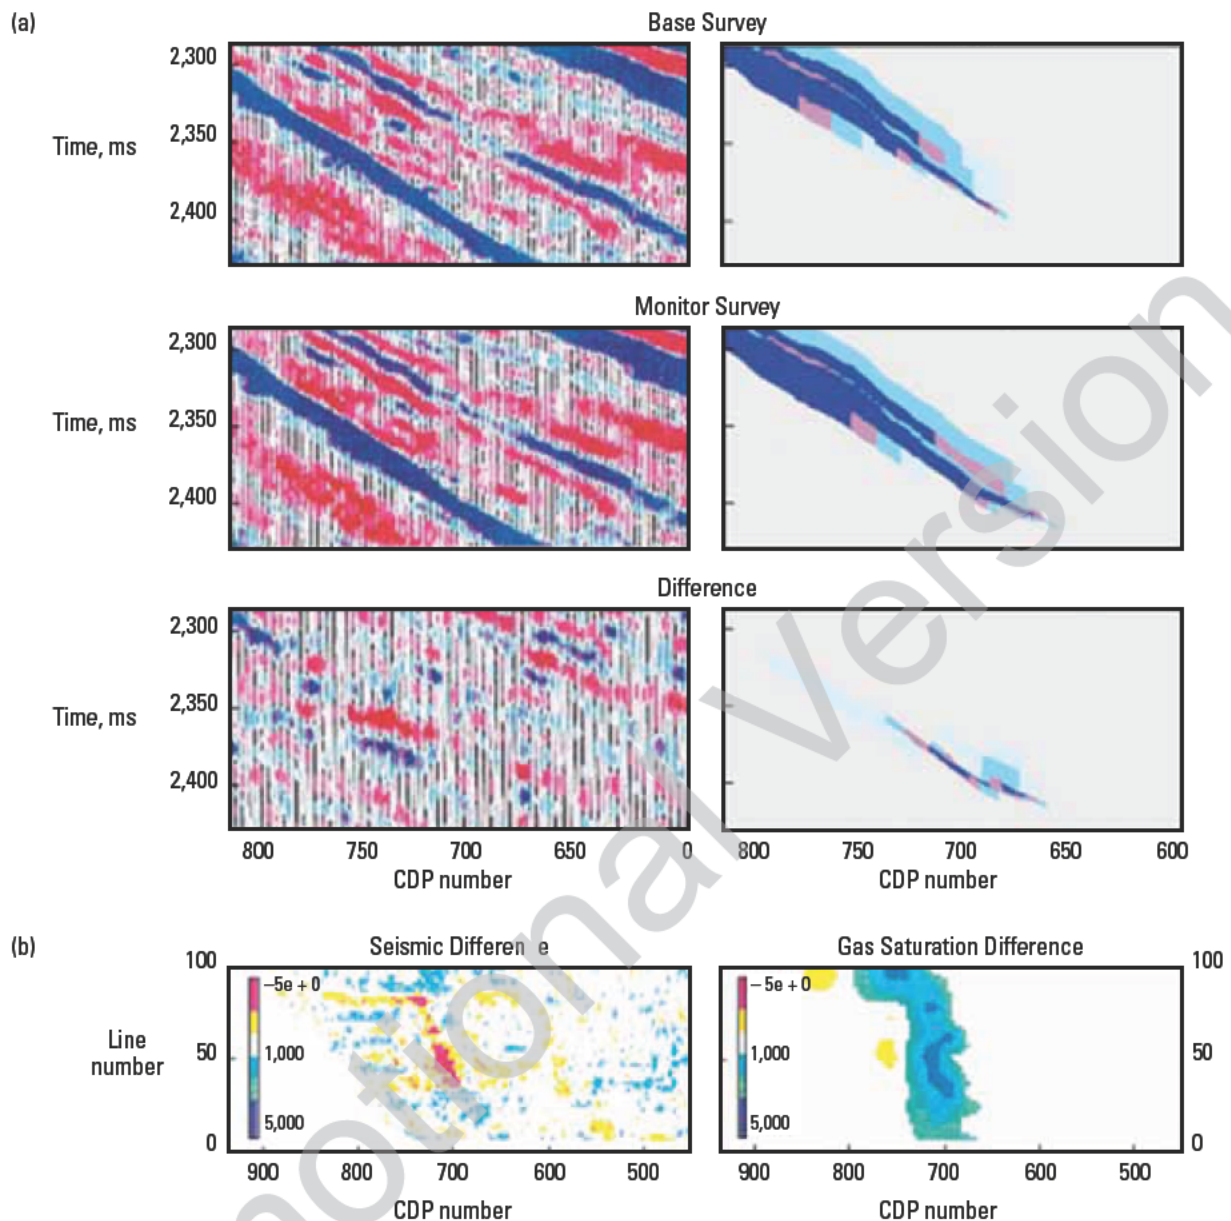 (a)
Base Survey
2,300
2,350
2,400
Time, ms
Monitor Survey
2,300
2,350
2,400
Time, ms
Difference
2,300
2,350
2,400
Time, ms
800 750 700 650 0
CDP number
800 750 700 650 600
CDP number
(b)
Seismic Differen e
100
50
0
Line
number
–5e + 0
1,000
5,000
900 800 700 600 500
CDP number
Gas Saturation Difference
–5e + 0
1,000
5,000
100
50
0
900 800 700 600 500
CDP number
otional Version